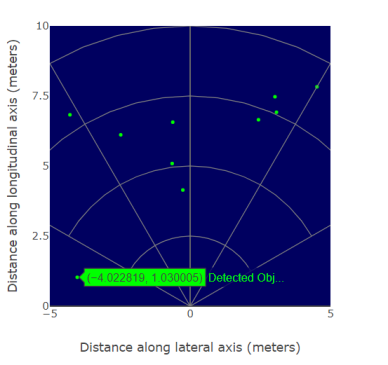 10
7.5
5
2.5
0
−5
0
5
(−4.022819, 1.030005) Detected Obj...
Distance along longitudinal axis (meters)
Distance along lateral axis (meters)